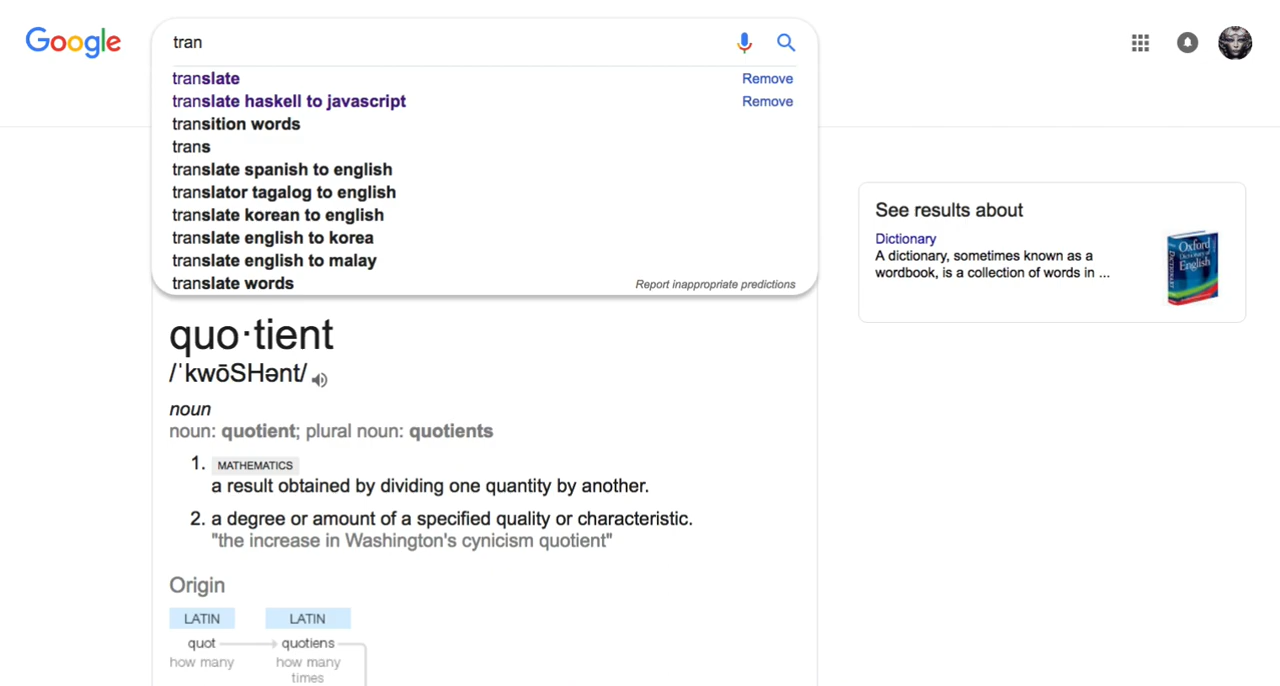 Google
tran
translate Remove
translate haskell to javascript Remove
transition words
trans
translate spanish to english
translator tagalog to english
translate korean to english
translate english to korea
translate english to malay
translate words
Report inappropriate predictions
See results about
Dictionary
A dictionary, sometimes known as a
wordbook, is a collection of words in ...
Oxford
Dictionary of
English
DICTIONARY
quo·tient
/ˈkwōSHənt/
noun
noun: quotient; plural noun: quotients
1. MATHEMATICS
a result obtained by dividing one quantity by another.
2. a degree or amount of a specified quality or characteristic.
"the increase in Washington's cynicism quotient"
Origin
LATIN LATIN
quot quotiens
how many how many
times